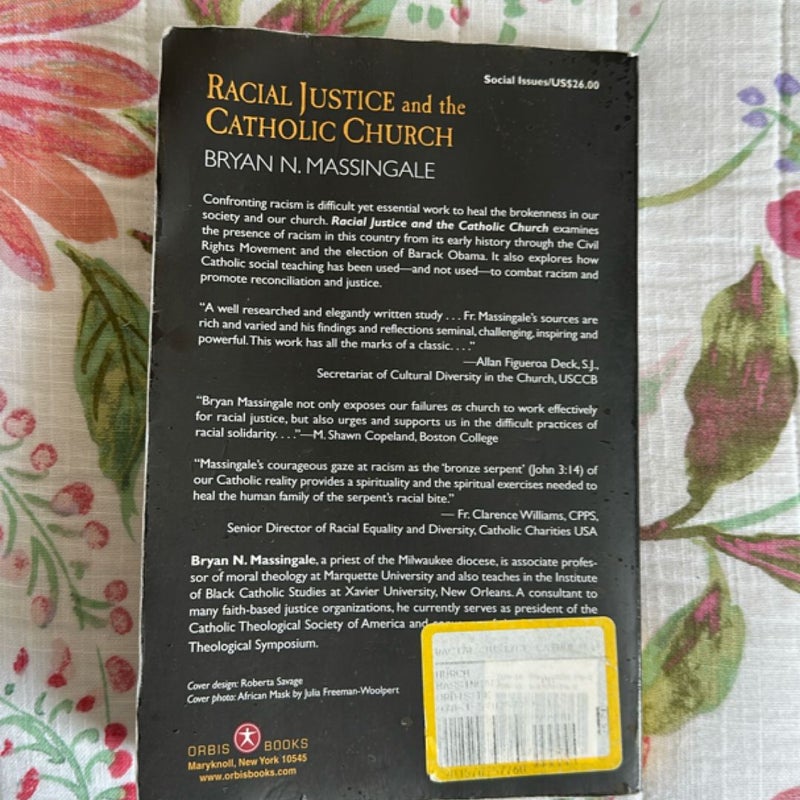 Social Issues/US$26.00
RACIAL JUSTICE and the
CATHOLIC CHURCH
BRYAN N. MASSINGALE
Confronting racism is difficult yet essential work to heal the brokenness in our
society and our church. Racial Justice and the Catholic Church examines
the presence of racism in this country from its early history through the Civil
Rights Movement and the election of Barack Obama. It also explores how
Catholic social teaching has been used—and not used—to combat racism and
promote reconciliation and justice.
“A well researched and elegantly written study . . . Fr. Massingale’s sources are
rich and varied and his findings and reflections seminal, challenging, inspiring and
powerful. This work has all the marks of a classic. . . .”
—Allan Figueroa Deck, S.J.,
Secretariat of Cultural Diversity in the Church, USCCB
“Bryan Massingale not only exposes our failures as church to work effectively
for racial justice, but also urges and supports us in the difficult practices of
racial solidarity. . . .”—M. Shawn Copeland, Boston College
“Massingale’s courageous gaze at racism as the ‘bronze serpent’ (John 3:14) of
our Catholic reality provides a spirituality and the spiritual exercises needed to
heal the human family of the serpent’s racial bite.”
— Fr. Clarence Williams, CPPS,
Senior Director of Racial Equality and Diversity, Catholic Charities USA
Bryan N. Massingale, a priest of the Milwaukee diocese, is associate profes-
sor of moral theology at Marquette University and also teaches in the Institute
of Black Catholic Studies at Xavier University, New Orleans. A consultant to
many faith-based justice organizations, he currently serves as president of the
Catholic Theological Society of America and
Theological Symposium.
Cover design: Roberta Savage
Cover photo: African Mask by Julia Freeman-Woolpert
RACIAL JUSTICE
ORBIS BOOKS
Maryknoll, New York 10545
www.orbisbooks.com